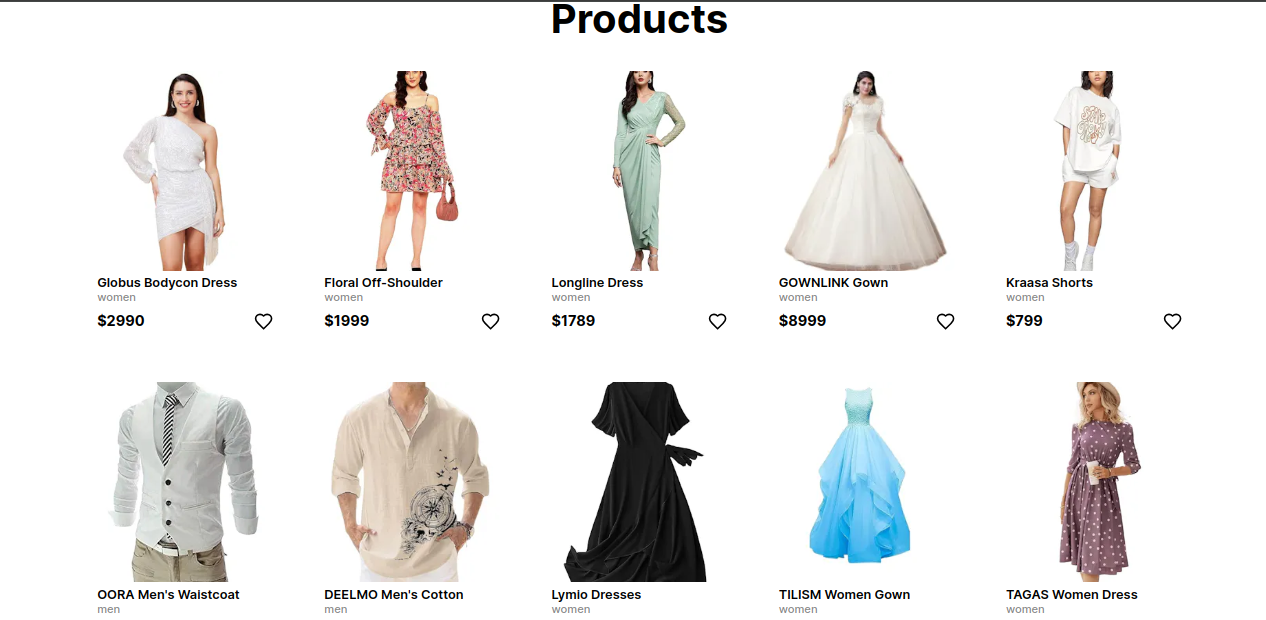 Products
Globus Bodycon Dress
women
$2990
Floral Off-Shoulder
women
$1999
Longline Dress
women
$1789
GOWNLINK Gown
women
$8999
Kraasa Shorts
women
$799
OORA Men's Waistcoat
men
DEELMO Men's Cotton
men
Lymio Dresses
women
TILISM Women Gown
women
TAGAS Women Dress
women